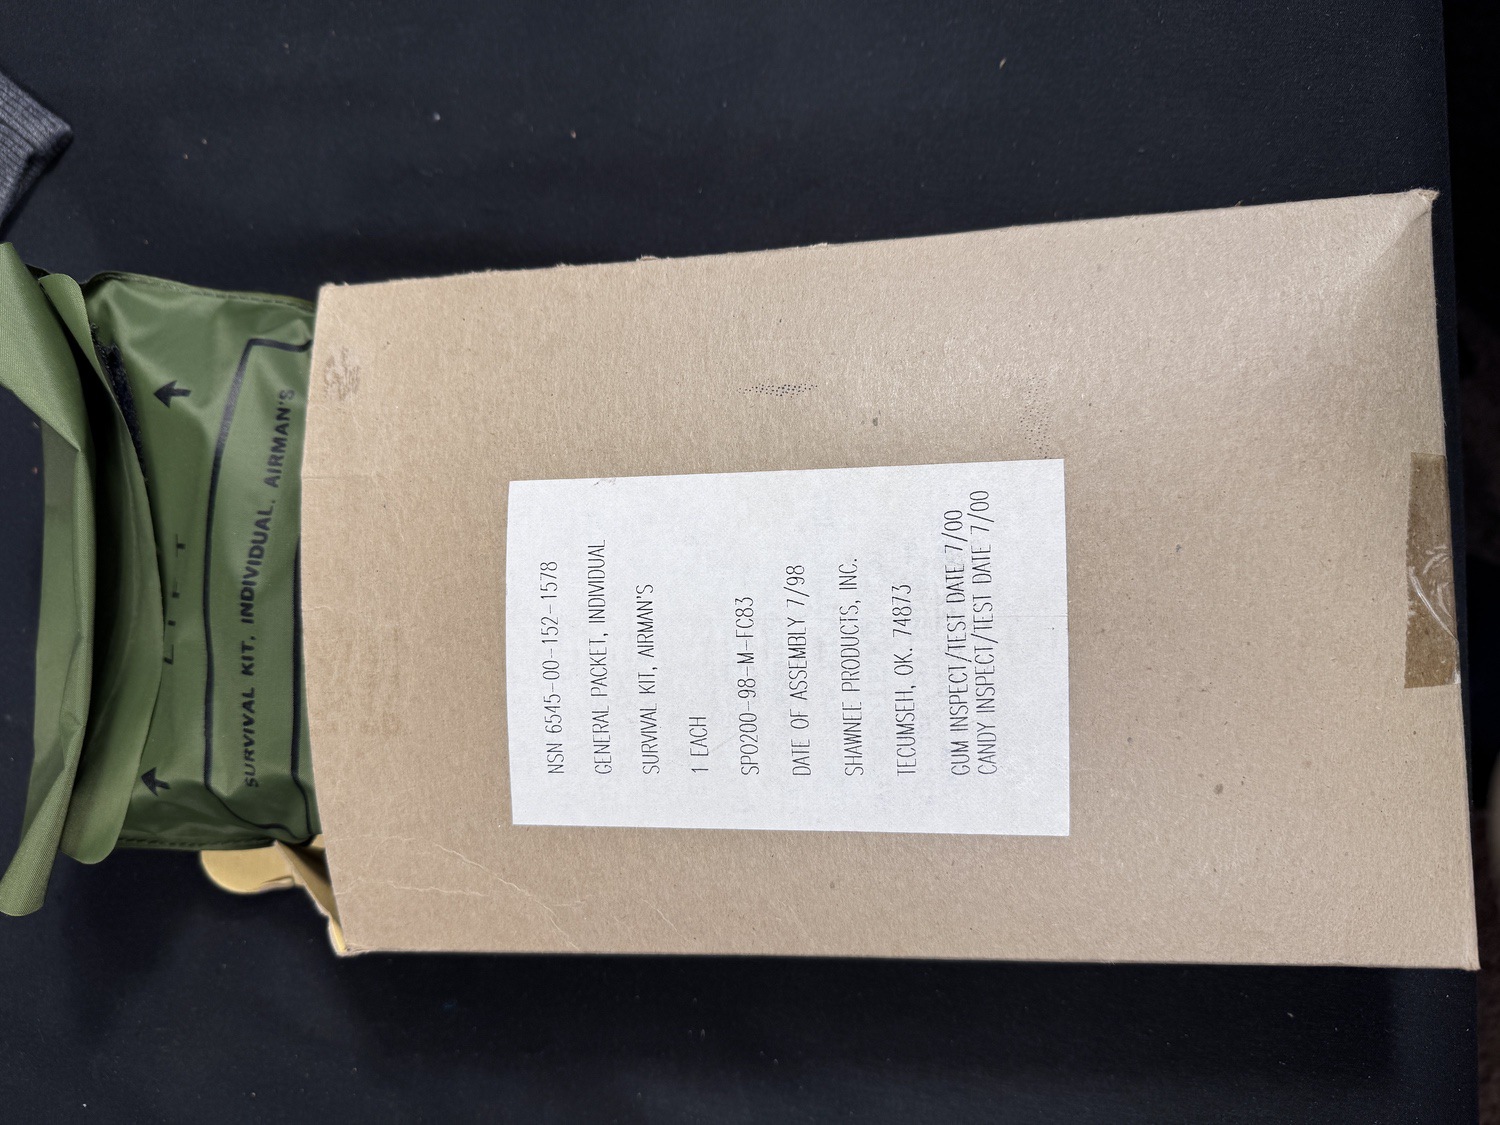 LIFT
SURVIVAL KIT, INDIVIDUAL, AIRMAN'S
NSN 6545-00-152-1578
GENERAL PACKET, INDIVIDUAL
SURVIVAL KIT, AIRMAN'S
1 EACH
SPO200-98-M-FC83
DATE OF ASSEMBLY 7/98
SHAWNEE PRODUCTS, INC.
TECUMSEH, OK. 74873
GUM INSPECT/TEST DATE 7/00
CANDY INSPECT/TEST DATE 7/00